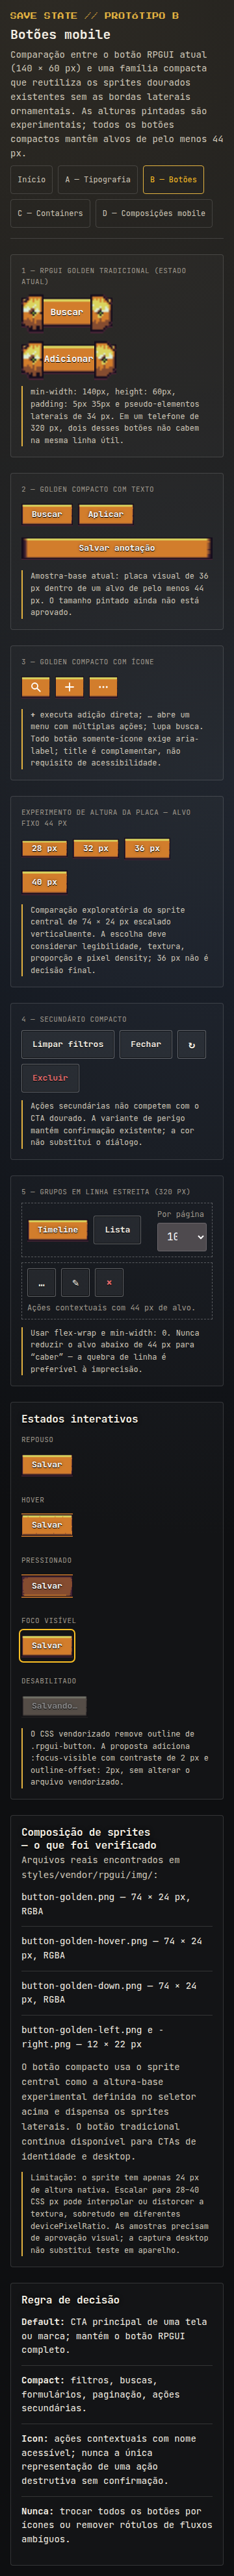 SAVE STATE // PROTÓTIPO B
Botões mobile
Comparação entre o botão RPGUI atual
(140 × 60 px) e uma família compacta
que reutiliza os sprites dourados
existentes sem as bordas laterais
ornamentais. As alturas pintadas são
experimentais; todos os botões
compactos mantêm alvos de pelo menos 44
px.
Início
A — Tipografia
B — Botões
C — Containers
D — Composições mobile
1 — RPGUI GOLDEN TRADICIONAL (ESTADO
ATUAL)
Buscar
Adicionar
min-width: 140px, height: 60px,
padding: 5px 35px e pseudo-elementos
laterais de 34 px. Em um telefone de
320 px, dois desses botões não cabem
na mesma linha útil.
2 — GOLDEN COMPACTO COM TEXTO
Buscar
Aplicar
Salvar anotação
Amostra-base atual: placa visual de 36
px dentro de um alvo de pelo menos 44
px. O tamanho pintado ainda não está
aprovado.
3 — GOLDEN COMPACTO COM ÍCONE
+
…
+ executa adição direta; … abre um
menu com múltiplas ações; lupa busca.
Todo botão somente-ícone exige aria-
label; title é complementar, não
requisito de acessibilidade.
EXPERIMENTO DE ALTURA DA PLACA — ALVO
FIXO 44 PX
28 px
32 px
36 px
40 px
Comparação exploratória do sprite
central de 74 × 24 px escalado
verticalmente. A escolha deve
considerar legibilidade, textura,
proporção e pixel density; 36 px não é
decisão final.
4 — SECUNDÁRIO COMPACTO
Limpar filtros
Fechar
↻
Excluir
Ações secundárias não competem com o
CTA dourado. A variante de perigo
mantém confirmação existente; a cor
não substitui o diálogo.
5 — GRUPOS EM LINHA ESTREITA (320 PX)
Timeline
Lista
Por página
…
✎
×
Ações contextuais com 44 px de alvo.
Usar flex-wrap e min-width: 0. Nunca
reduzir o alvo abaixo de 44 px para
“caber” — a quebra de linha é
preferível à imprecisão.
Estados interativos
REPOUSO
Salvar
HOVER
Salvar
PRESSIONADO
Salvar
FOCO VISÍVEL
Salvar
DESABILITADO
Salvando…
O CSS vendorizado remove outline de
.rpgui-button. A proposta adiciona
:focus-visible com contraste de 2 px e
outline-offset: 2px, sem alterar o
arquivo vendorizado.
Composição de sprites
— o que foi verificado
Arquivos reais encontrados em
styles/vendor/rpgui/img/:
button-golden.png — 74 × 24 px,
RGBA
button-golden-hover.png — 74 × 24
px, RGBA
button-golden-down.png — 74 × 24
px, RGBA
button-golden-left.png e -
right.png — 12 × 22 px
O botão compacto usa o sprite
central como a altura-base
experimental definida no seletor
acima e dispensa os sprites
laterais. O botão tradicional
continua disponível para CTAs de
identidade e desktop.
Limitação: o sprite tem apenas 24 px
de altura nativa. Escalar para 28–40
CSS px pode interpolar ou distorcer a
textura, sobretudo em diferentes
devicePixelRatio. As amostras precisam
de aprovação visual; a captura desktop
não substitui teste em aparelho.
Regra de decisão
Default: CTA principal de uma tela
ou marca; mantém o botão RPGUI
completo.
Compact: filtros, buscas,
formulários, paginação, ações
secundárias.
Icon: ações contextuais com nome
acessível; nunca a única
representação de uma ação
destrutiva sem confirmação.
Nunca: trocar todos os botões por
ícones ou remover rótulos de fluxos
ambíguos.